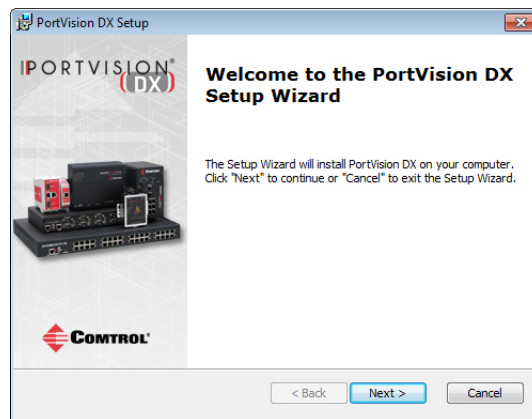 PortVision DX Setup
PORTVISION®
(DX)
Welcome to the PortVision DX
Setup Wizard
The Setup Wizard will install PortVision DX on your computer.
Click "Next" to continue or "Cancel" to exit the Setup Wizard.
COMTROL®
< Back
Next >
Cancel